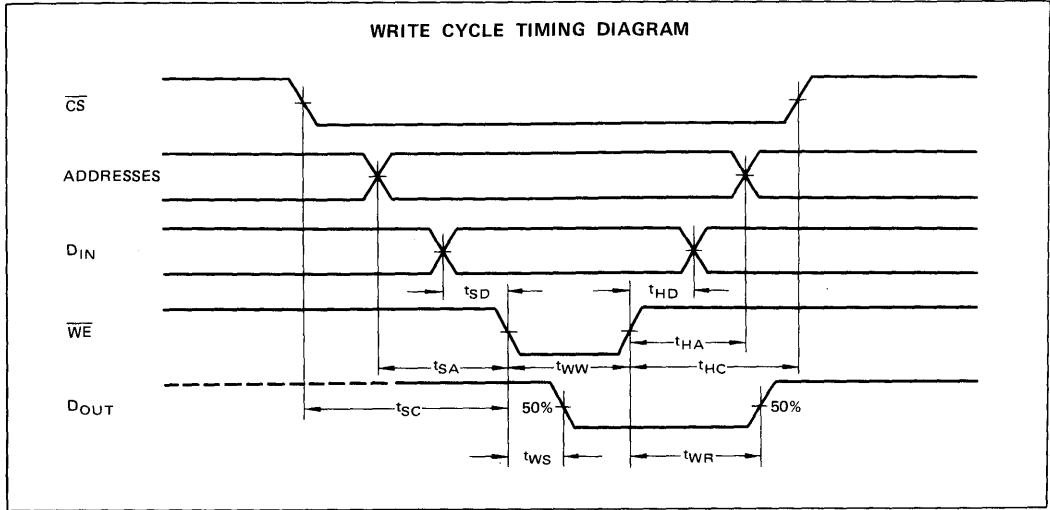 WRITE CYCLE TIMING DIAGRAM
CS
ADDRESSES
DIN
tSD
tHD
WE
tHA
tSA
tWW
tHC
DOUT
tSC
50%
50%
tWS
tWR